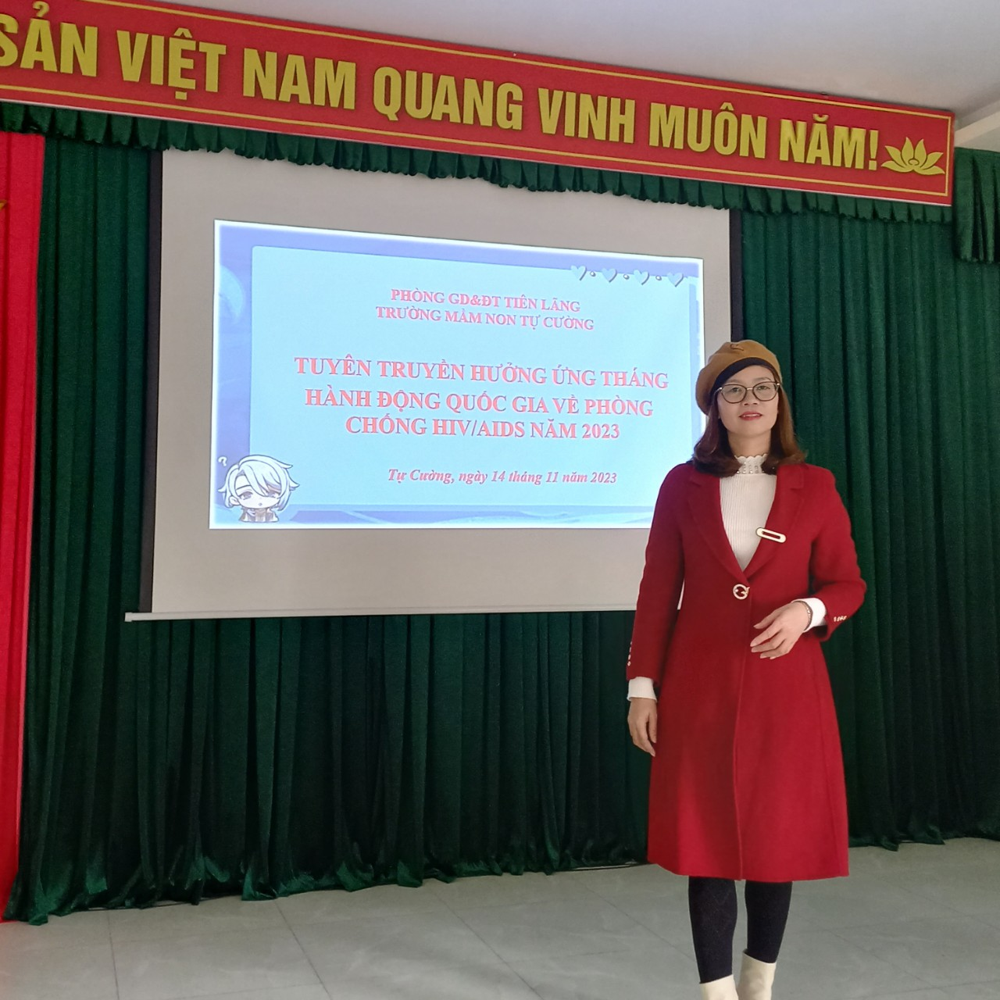 SẢN VIỆT NAM QUANG VINH MUÔN NĂM!
PHÒNG GD&ĐT TIÊN LÃNG
TRƯỜNG MẦM NON TỰ CƯỜNG
TUYÊN TRUYỀN HƯỞNG ỨNG THÁNG
HÀNH ĐỘNG QUỐC GIA VỀ PHÒNG
CHỐNG HIV/AIDS NĂM 2023
Tự Cường, ngày 14 tháng 11 năm 2023
?